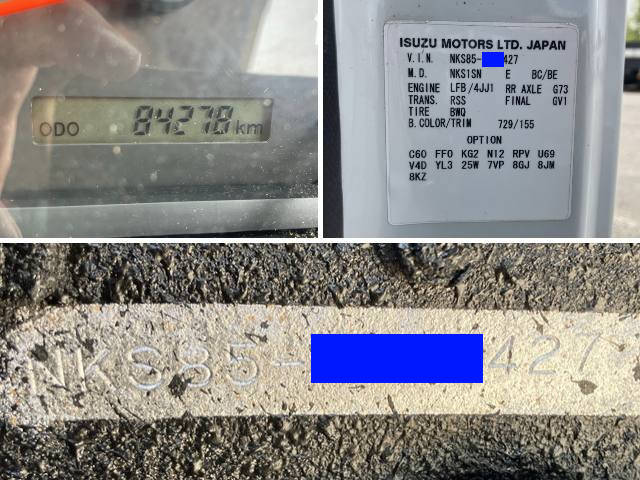 ODO 84278 km
ISUZU MOTORS LTD. JAPAN
V.I.N. NKS85- 427
M.D. NKS1SN E BC/BE
ENGINE LFB/4JJ1 RR AXLE G73
TRANS. RSS FINAL GV1
TIRE BWQ
B.COLOR/TRIM 729/155
OPTION
C60 FF0 KG2 N12 RPV U69
V4D YL3 25W 7VP 8GJ 8JM
8KZ
NKS85- 427